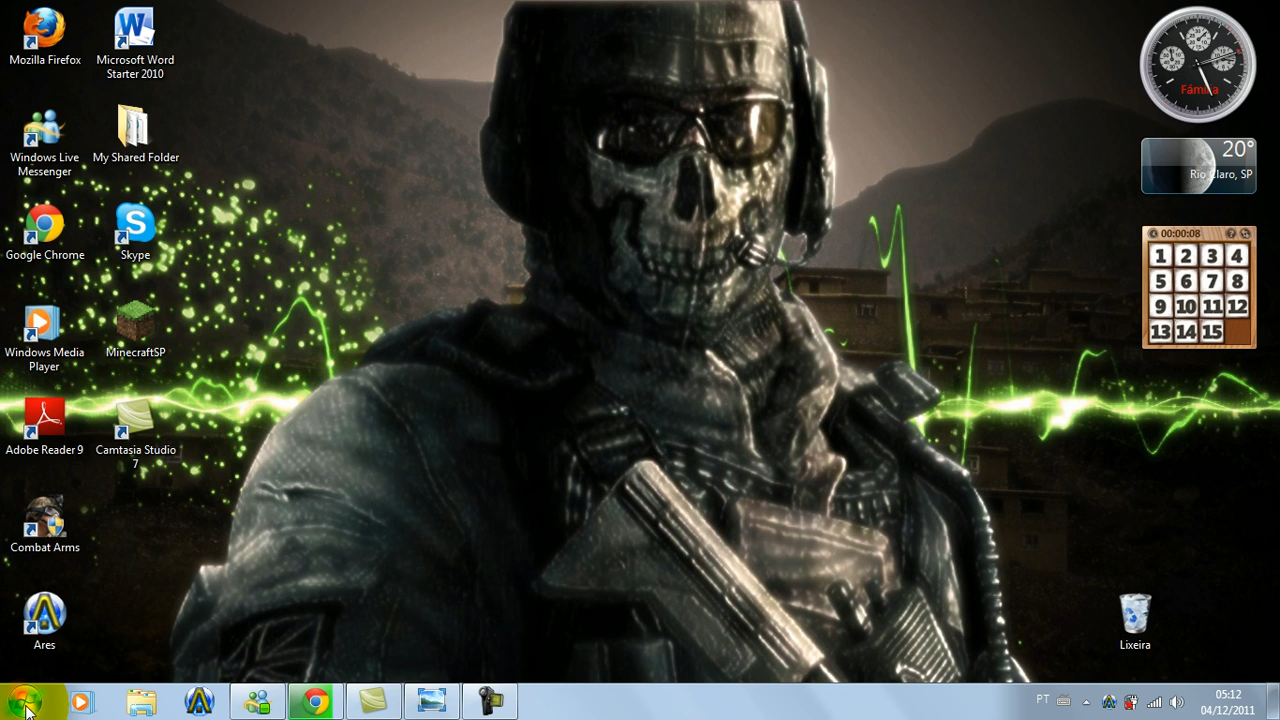 Mozilla Firefox
Microsoft Word
Starter 2010
Windows Live
Messenger
My Shared Folder
Google Chrome
Skype
Windows Media
Player
MinecraftSP
Adobe Reader 9
Camtasia Studio
7
Combat Arms
Ares
20°
Rio Claro, SP
00:00:08
1 2 3 4
5 6 7 8
9 10 11 12
13 14 15
Lixeira
PT
05:12
04/12/2011